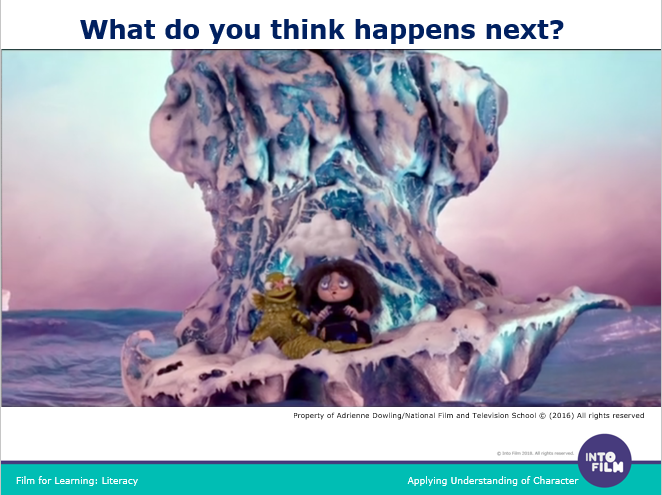 What do you think happens next?
Property of Adrienne Dowling/National Film and Television School © (2016) All rights reserved
© Into Film 2018. All rights reserved.
INTO
FILM
Film for Learning: Literacy
Applying Understanding of Character